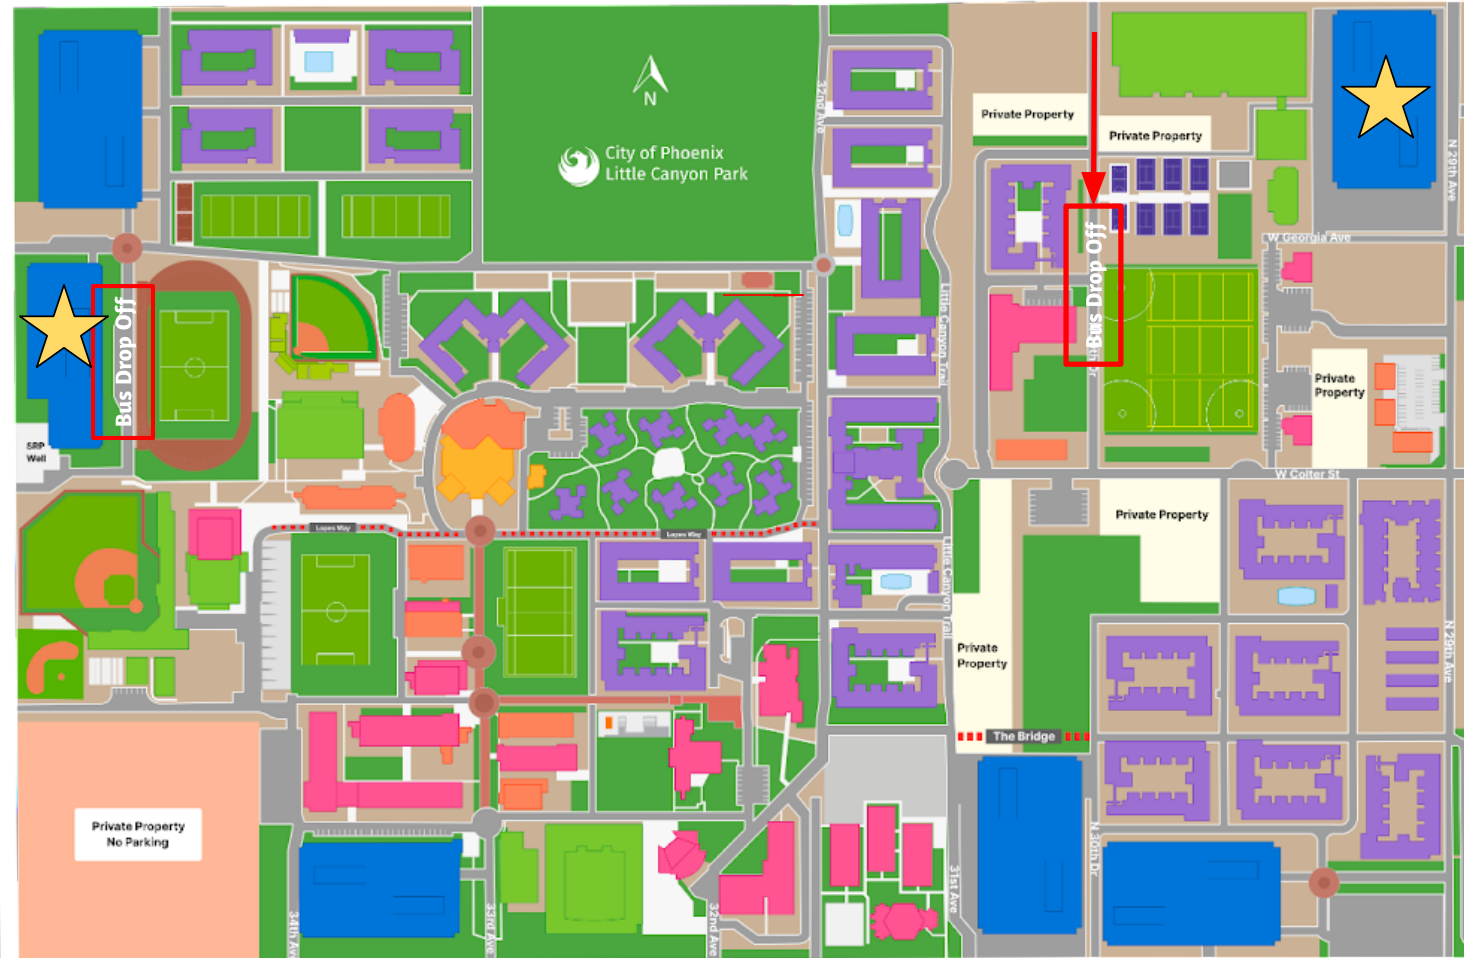 N
City of Phoenix
Little Canyon Park
32nd Ave
Private Property
Private Property
N 29th Ave
W Georgia Ave
Bus Drop Off
Bus Drop Off
Little Canyon Trail
Private
Property
SRP
Well
W Colter St
Lopes Way
Lopes Way
Private Property
Little Canyon Trail
Private
Property
N 29th Ave
The Bridge
Private Property
No Parking
N 30th Dr
31st Ave
34th Ave
33rd Ave
32nd Ave